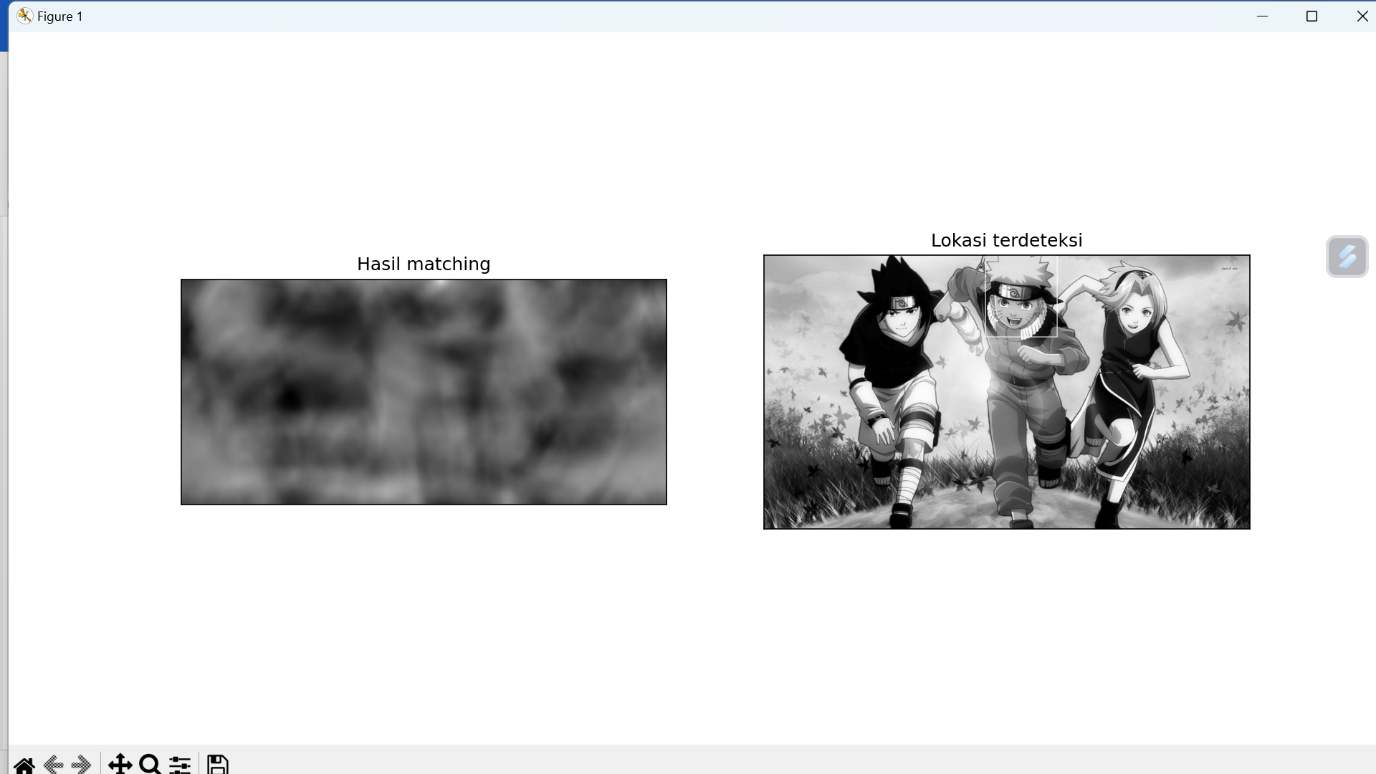 Figure 1
Hasil matching
Lokasi terdeteksi